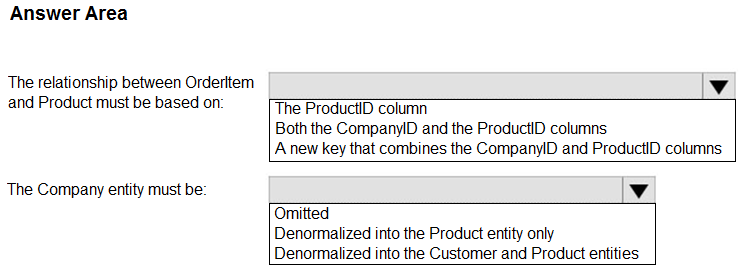 Answer Area
The relationship between OrderItem
and Product must be based on:
The ProductID column
Both the CompanyID and the ProductID columns
A new key that combines the CompanyID and ProductID columns
The Company entity must be:
Omitted
Denormalized into the Product entity only
Denormalized into the Customer and Product entities